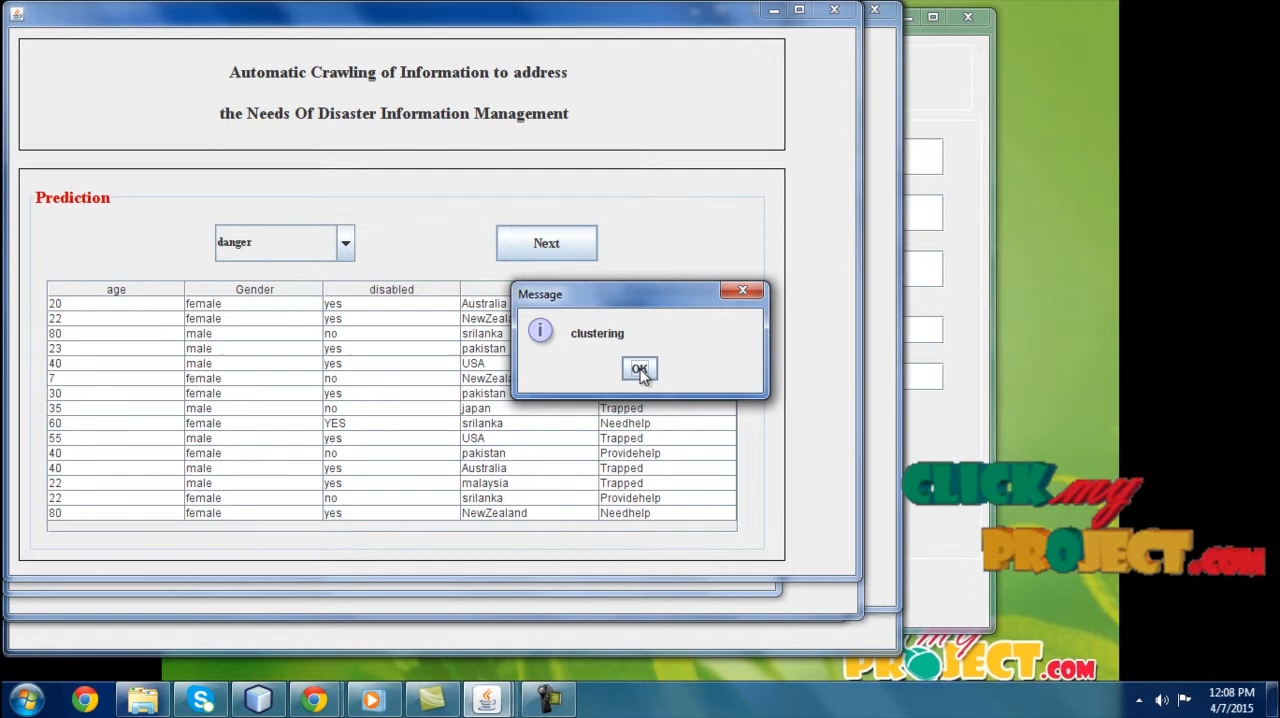 Automatic Crawling of Information to address
the Needs Of Disaster Information Management
Prediction
danger
Next
age Gender disabled
20 female yes Australia
22 female yes
80 male no srilanka
23 male yes pakistan
40 male yes USA
7 female no
30 female yes pakistan
35 male no japan Trapped
60 female YES srilanka Needhelp
55 male yes USA Trapped
40 female no pakistan Providehelp
40 male yes Australia Trapped
22 male yes malaysia Trapped
22 female no srilanka Providehelp
80 female yes NewZealand Needhelp
Message
clustering
OK
CLICK my
PROJECT.COM
my
PROJECT.COM
12:08 PM
4/7/2015